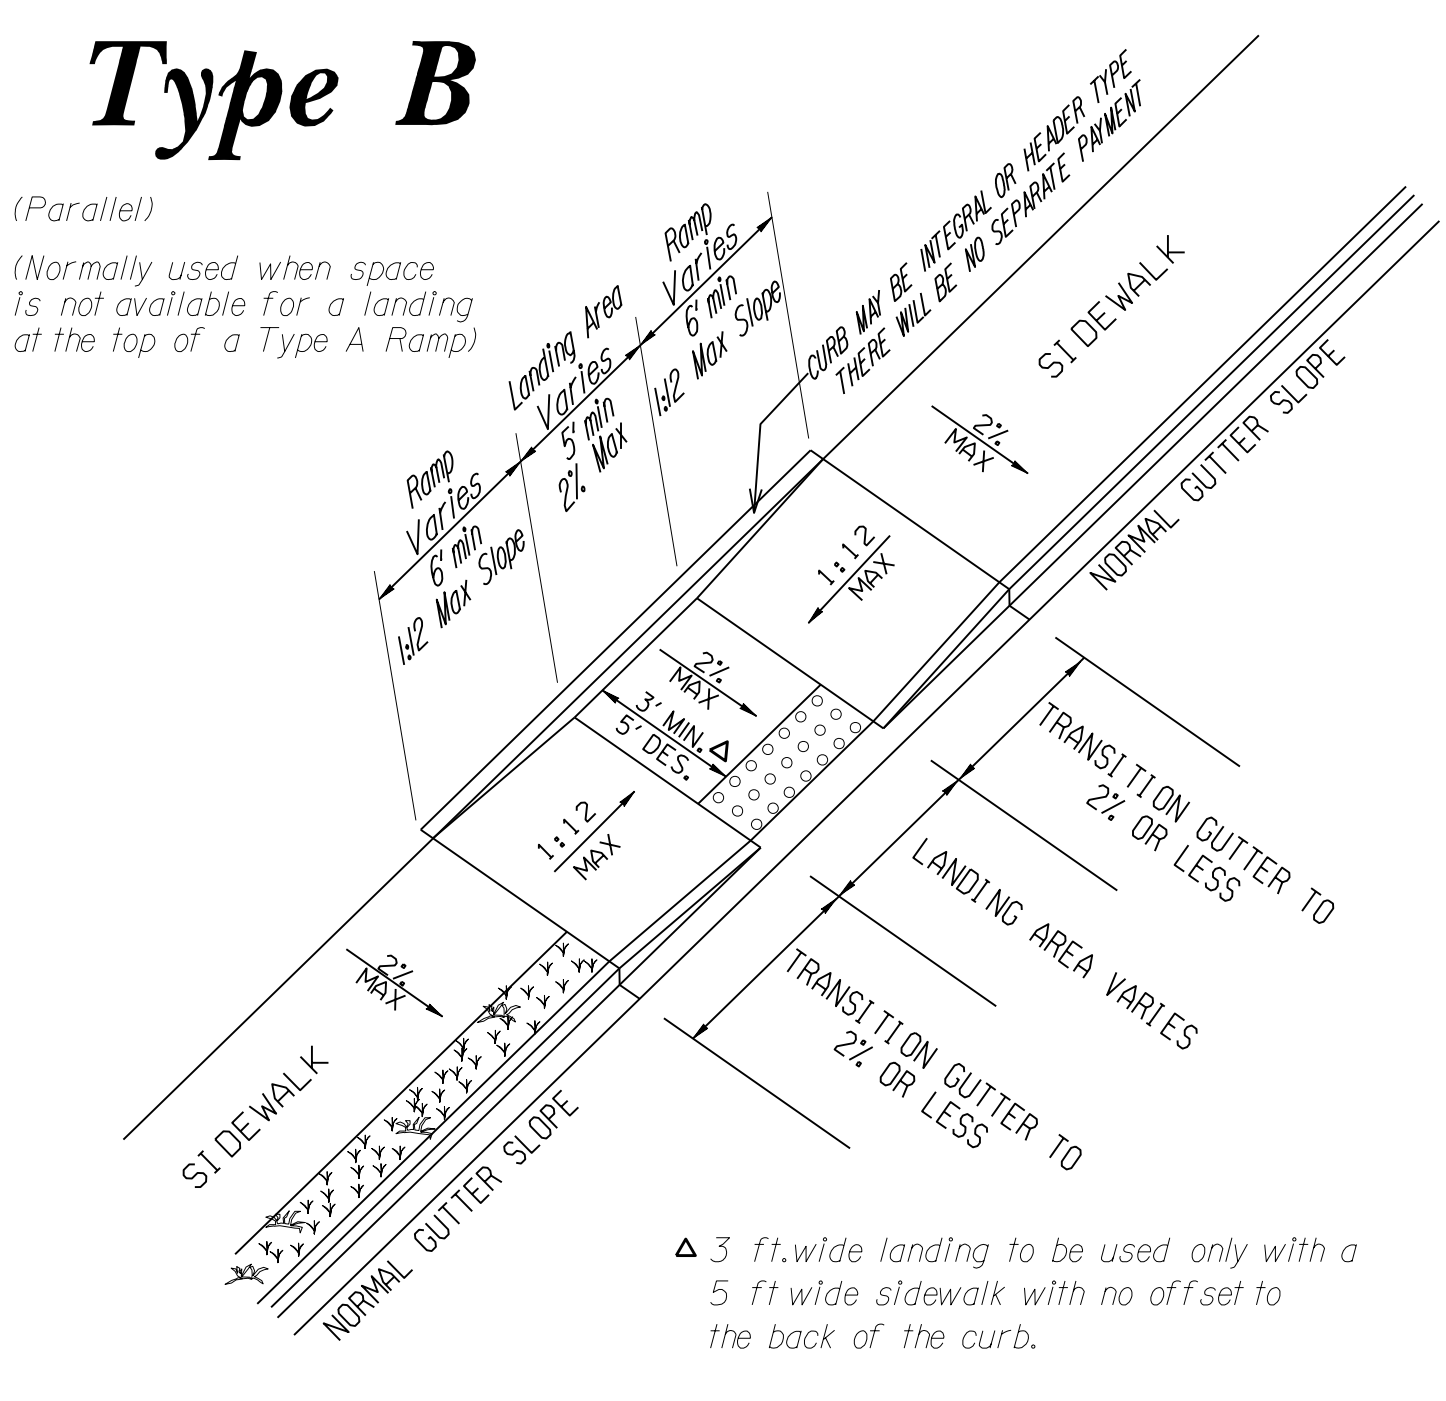 Type B
(Parallel)
(Normally used when space
is not available for a landing
at the top of a Type A Ramp)
Ramp
Varies
6' min
1:12 Max Slope
Landing Area
Varies
5' min
2% Max
Ramp
Varies
6' min
1:12 Max Slope
CURB MAY BE INTEGRAL OR HEADER TYPE
THERE WILL BE NO SEPARATE PAYMENT
SIDEWALK
2%
MAX
NORMAL GUTTER SLOPE
1:12
MAX
2%
MAX
3' MIN. △
5' DES.
1:12
MAX
TRANSITION GUTTER TO
2% OR LESS
LANDING AREA VARIES
TRANSITION GUTTER TO
2% OR LESS
2%
MAX
SIDEWALK
NORMAL GUTTER SLOPE
△ 3 ft. wide landing to be used only with a
5 ft wide sidewalk with no offset to
the back of the curb.